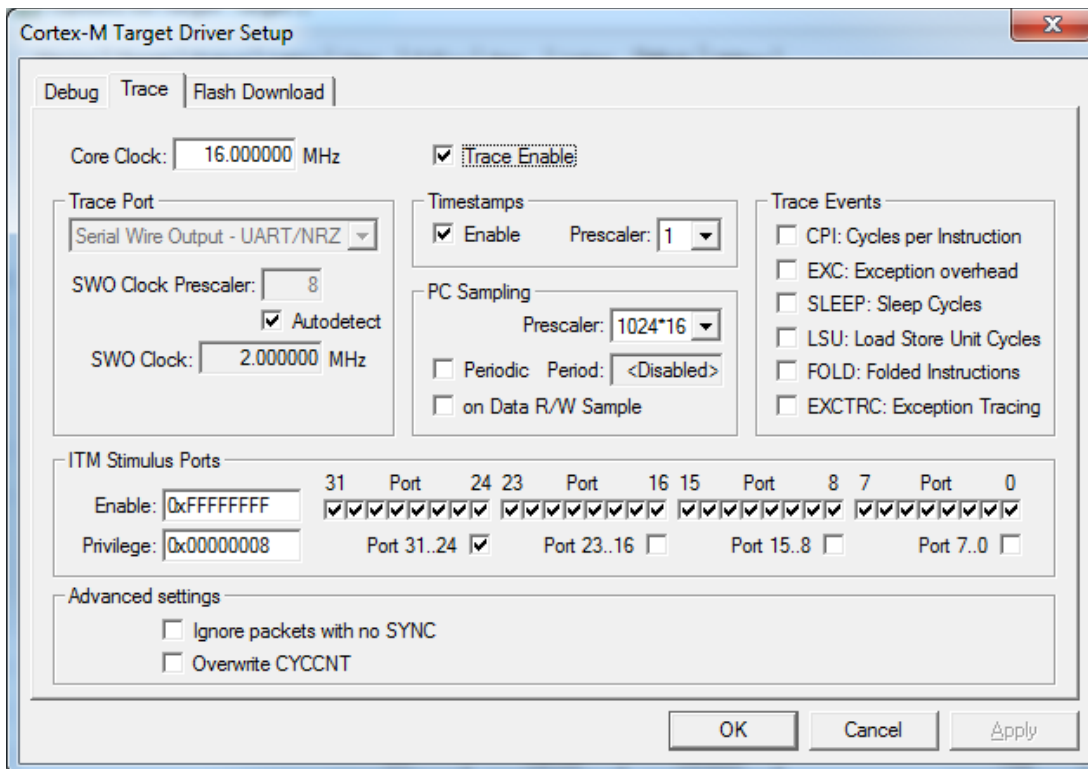 Cortex-M Target Driver Setup
Debug Trace Flash Download
Core Clock: 16.000000 MHz Trace Enable
Trace Port Timestamps Trace Events
Serial Wire Output - UART/NRZ Enable Prescaler: 1 CPI: Cycles per Instruction
SWO Clock Prescaler: 8 PC Sampling EXC: Exception overhead
Autodetect Prescaler: 1024*16 SLEEP: Sleep Cycles
SWO Clock: 2.000000 MHz LSU: Load Store Unit Cycles
Periodic Period: <Disabled> FOLD: Folded Instructions
on Data R/W Sample EXCTRC: Exception Tracing
ITM Stimulus Ports
31 Port 24 23 Port 16 15 Port 8 7 Port 0
Enable: 0xFFFFFFFF
Privilege: 0x00000008 Port 31..24 Port 23..16 Port 15..8 Port 7..0
Advanced settings
Ignore packets with no SYNC
Overwrite CYCCNT
OK Cancel Apply